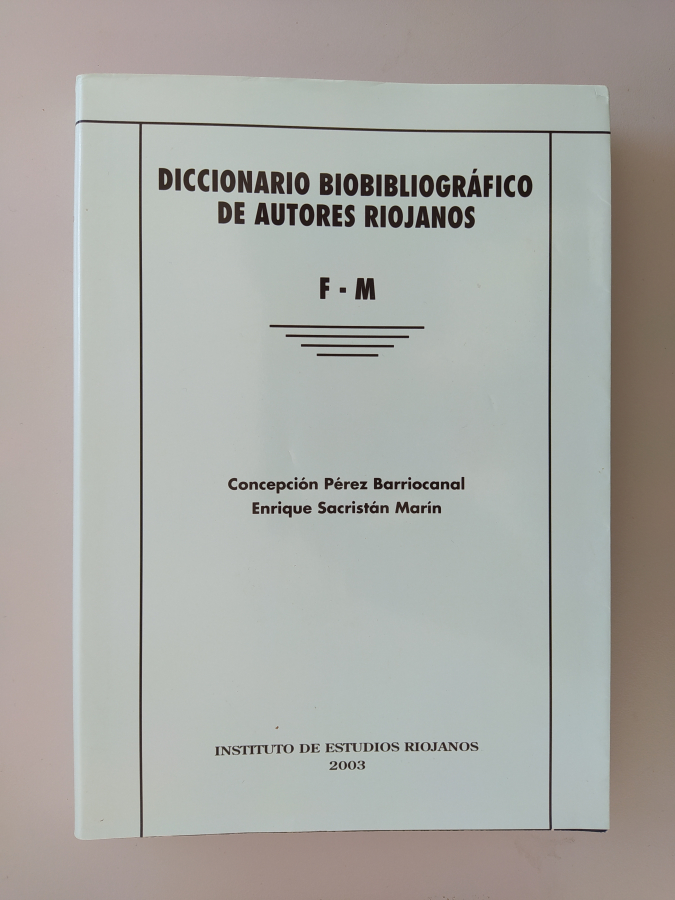 DICCIONARIO BIOBIBLIOGRÁFICO
DE AUTORES RIOJANOS
F - M
Concepción Pérez Barriocanal
Enrique Sacristán Marín
INSTITUTO DE ESTUDIOS RIOJANOS
2003